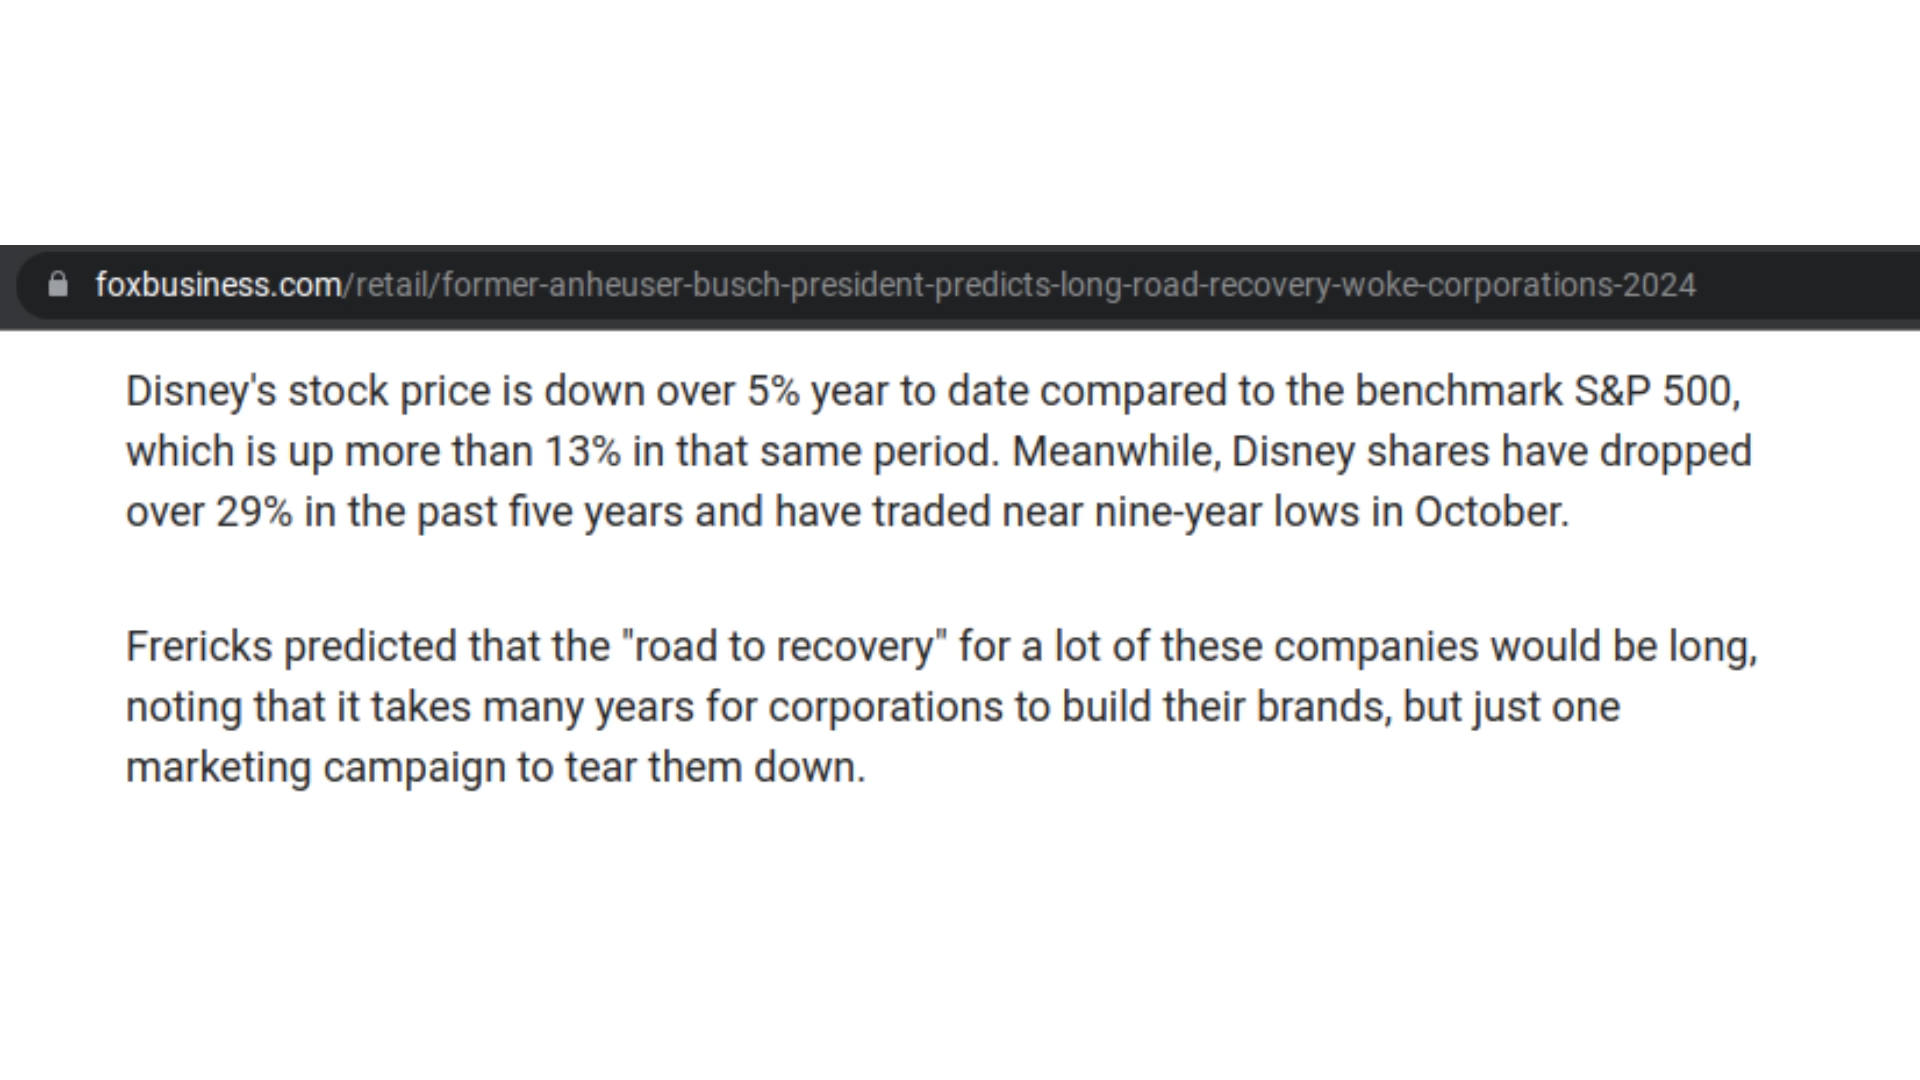 foxbusiness.com/retail/former-anheuser-busch-president-predicts-long-road-recovery-woke-corporations-2024
Disney's stock price is down over 5% year to date compared to the benchmark S&P 500,
which is up more than 13% in that same period. Meanwhile, Disney shares have dropped
over 29% in the past five years and have traded near nine-year lows in October.
Frericks predicted that the "road to recovery" for a lot of these companies would be long,
noting that it takes many years for corporations to build their brands, but just one
marketing campaign to tear them down.